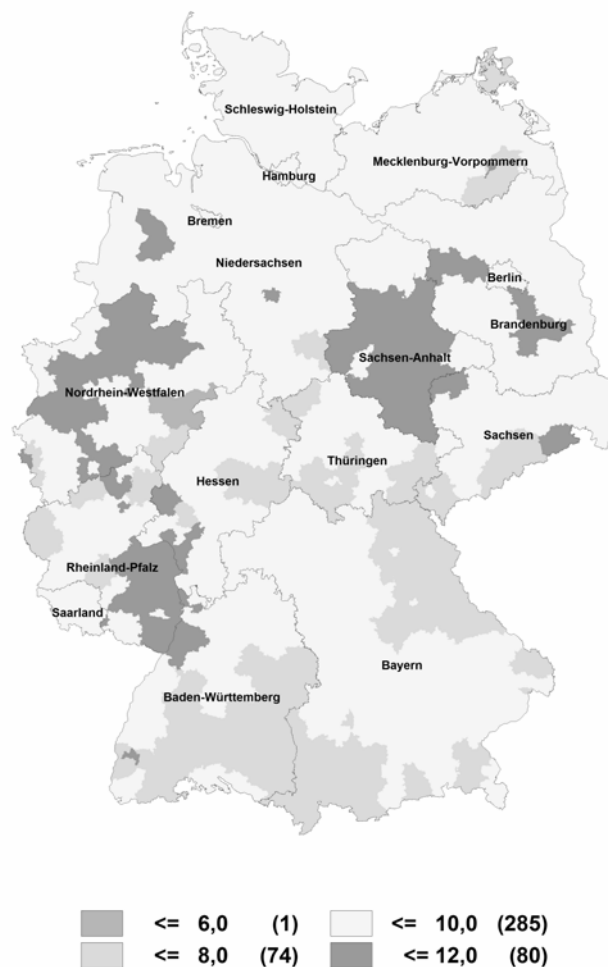 Schleswig-Holstein
Mecklenburg-Vorpommern
Hamburg
Bremen
Niedersachsen
Berlin
Brandenburg
Sachsen-Anhalt
Nordrhein-Westfalen
Sachsen
Thüringen
Hessen
Rheinland-Pfalz
Saarland
Bayern
Baden-Württemberg
<= 6,0 (1) <= 10,0 (285)
<= 8,0 (74) <= 12,0 (80)